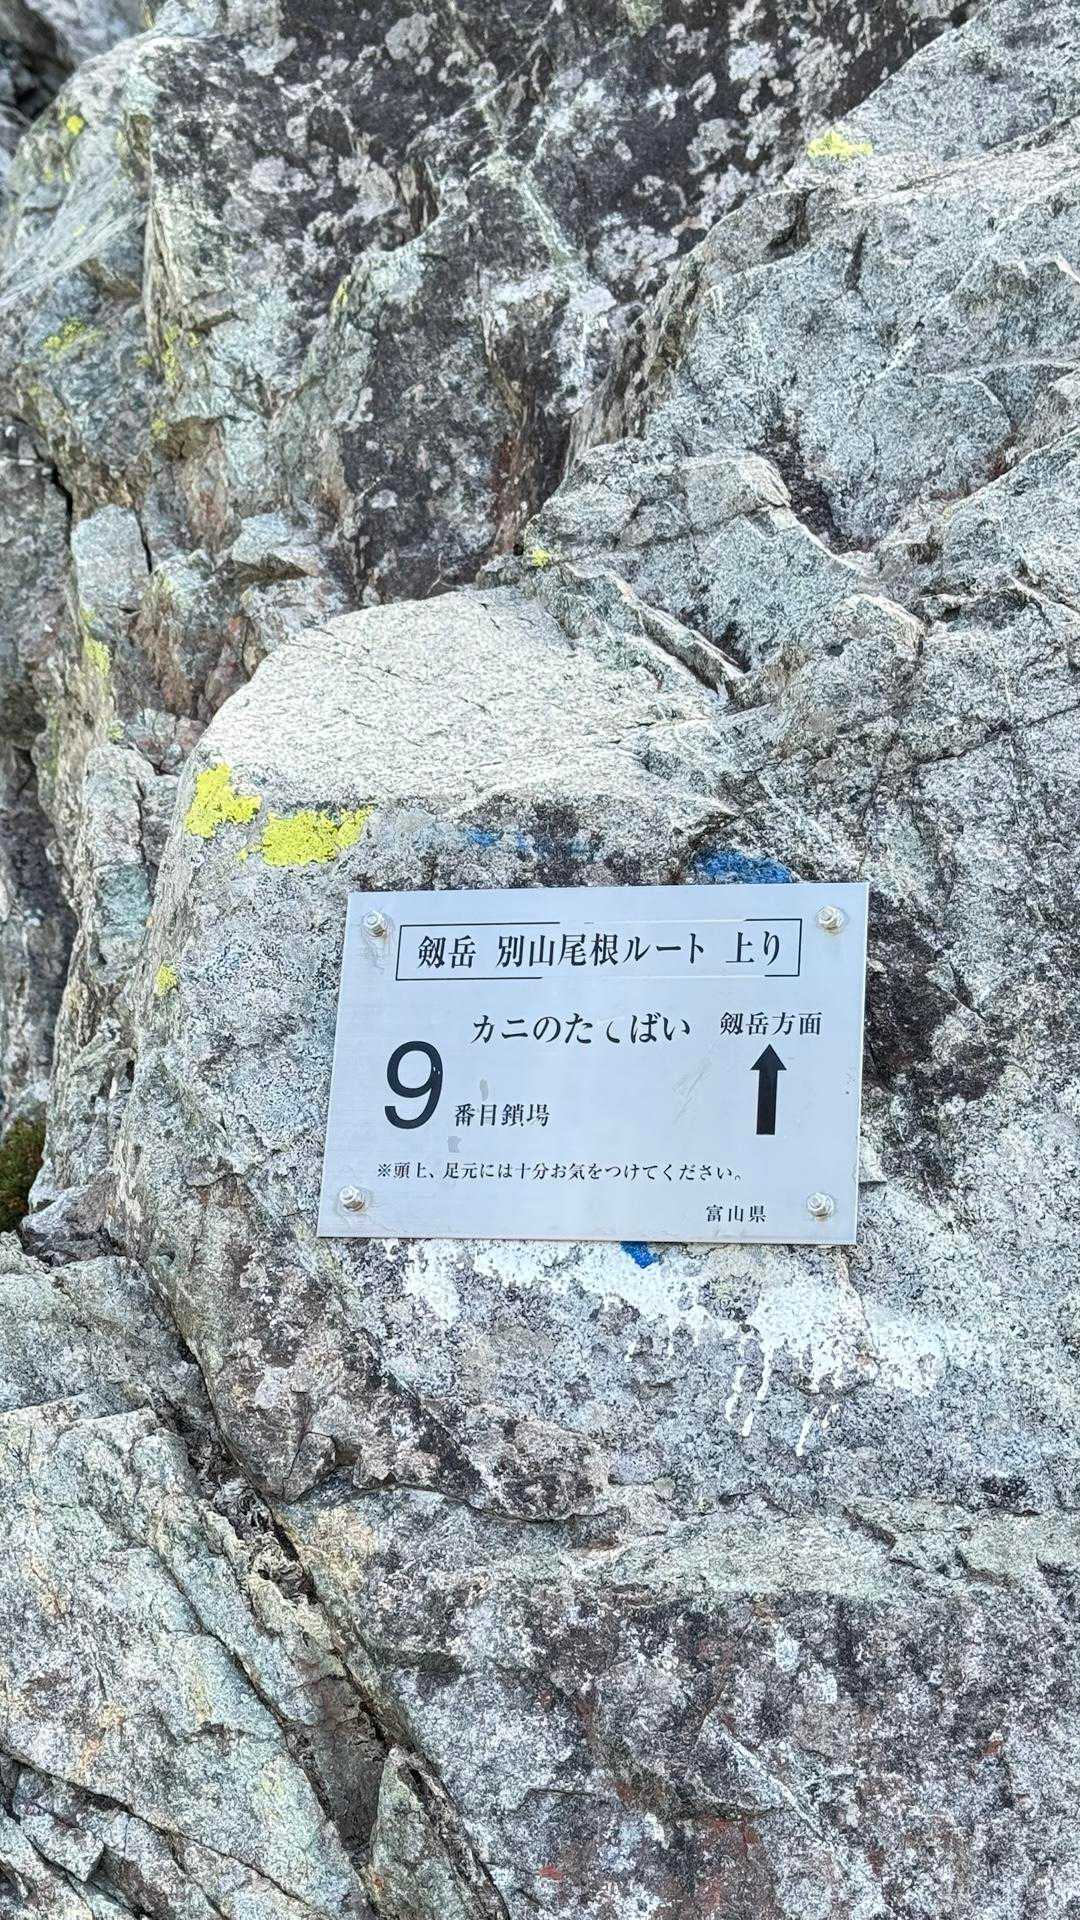 剱岳 別山尾根ルート 上り
カニのたてばい 剱岳方面
9番目鎖場
※頭上、足元には十分お気をつけてください。
富山県